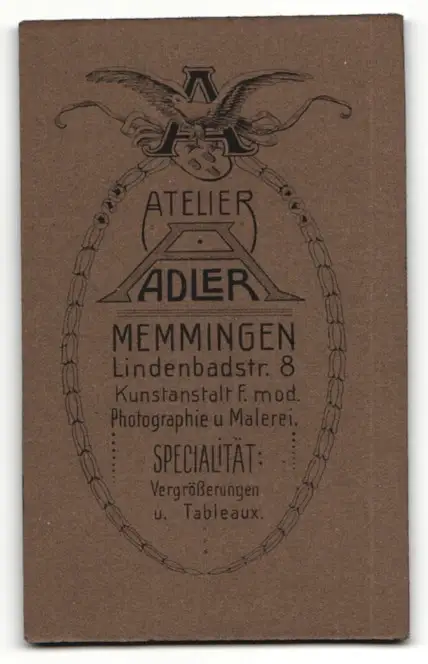 A
ATELIER
ADLER
MEMMINGEN
Lindenbadstr. 8
Kunstanstalt f. mod.
Photographie u Malerei.
SPECIALITÄT:
Vergrößerungen
u. Tableaux.